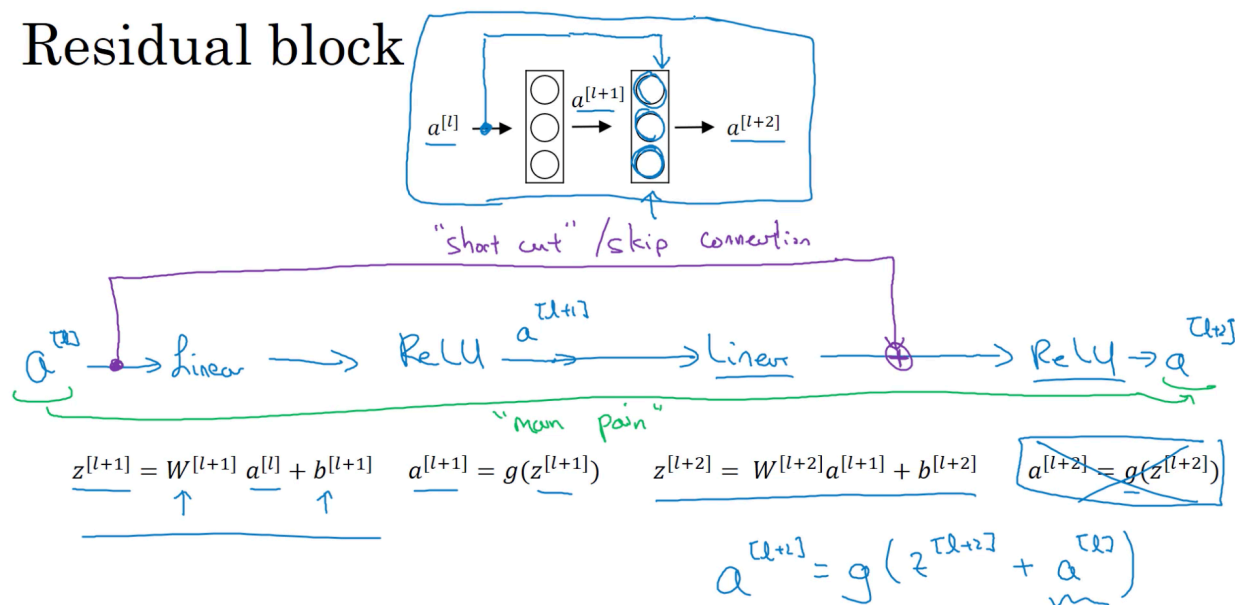 Residual block
a^[l] a^[l+1] a^[l+2]
"short cut" / skip connection
a^[l] Linear ReLU a^[l+1] Linear ReLU a^[l+2]
"main pain"
z^[l+1] = W^[l+1] a^[l] + b^[l+1] a^[l+1] = g(z^[l+1]) z^[l+2] = W^[l+2]a^[l+1] + b^[l+2] a^[l+2] = g(z^[l+2])
a^[l+2] = g(z^[l+2] + a^[l])